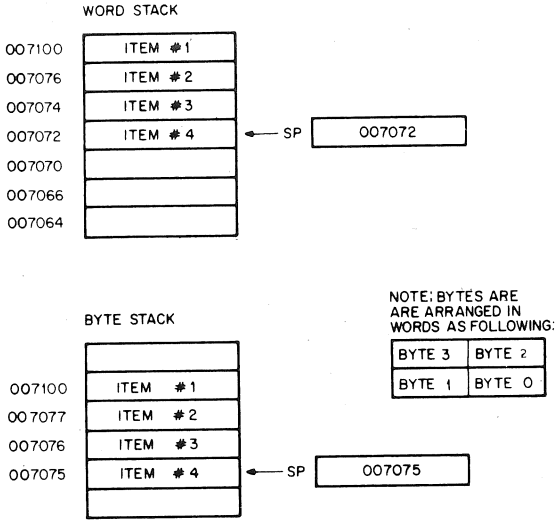 WORD STACK
007100 ITEM #1
007076 ITEM #2
007074 ITEM #3
007072 ITEM #4 SP 007072
007070
007066
007064
NOTE: BYTES ARE
ARE ARRANGED IN
WORDS AS FOLLOWING:
BYTE 3 BYTE 2
BYTE 1 BYTE 0
BYTE STACK
007100 ITEM #1
007077 ITEM #2
007076 ITEM #3
007075 ITEM #4 SP 007075